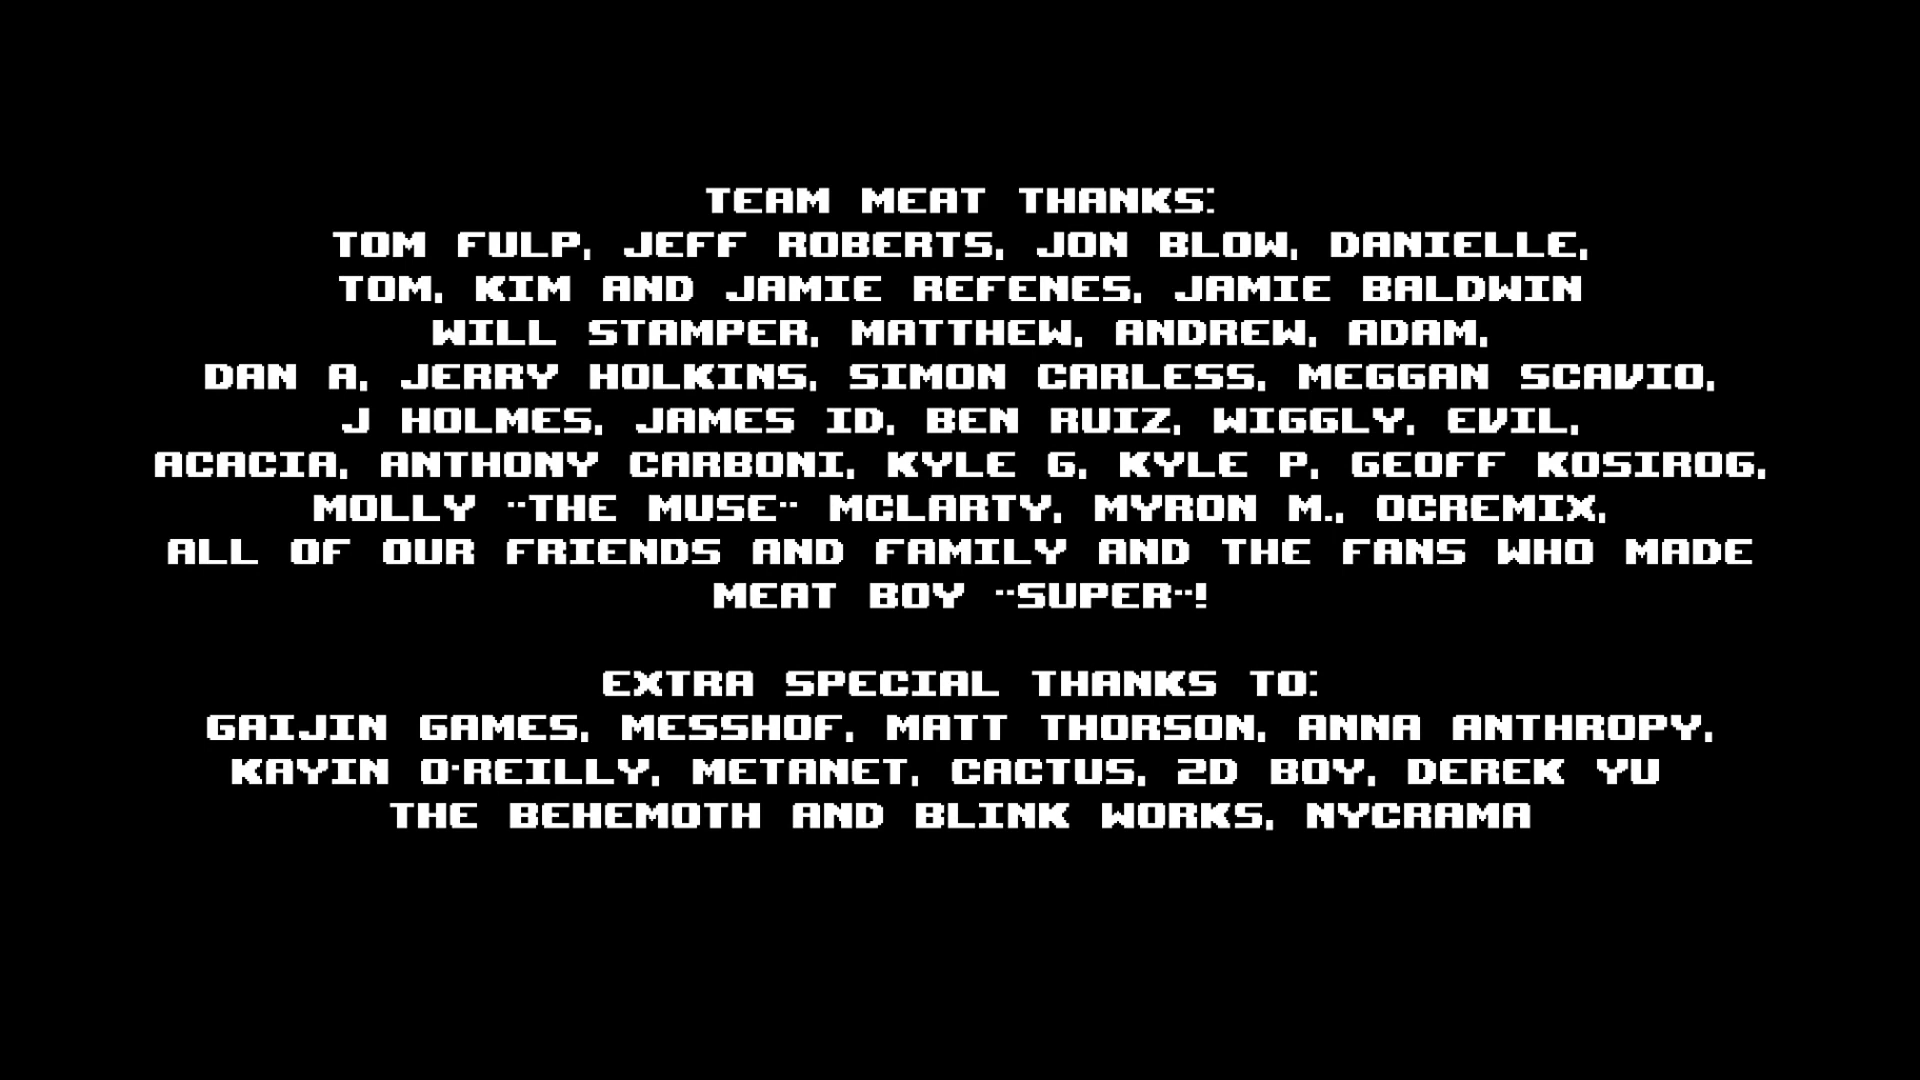 TEAM MEAT THANKS:
TOM FULP, JEFF ROBERTS, JON BLOW, DANIELLE,
TOM, KIM AND JAMIE REFENES, JAMIE BALDWIN
WILL STAMPER, MATTHEW, ANDREW, ADAM,
DAN A, JERRY HOLKINS, SIMON CARLESS, MEGGAN SCAVIO,
J HOLMES, JAMES ID, BEN RUIZ, WIGGLY, EVIL,
ACACIA, ANTHONY CARBONI, KYLE G, KYLE P, GEOFF KOSIROG,
MOLLY "THE MUSE" MCLARTY, MYRON M., OCREMIX,
ALL OF OUR FRIENDS AND FAMILY AND THE FANS WHO MADE
MEAT BOY "SUPER"!
EXTRA SPECIAL THANKS TO:
GAIJIN GAMES, MESSHOF, MATT THORSON, ANNA ANTHROPY,
KAYIN O'REILLY, METANET, CACTUS, 2D BOY, DEREK YU
THE BEHEMOTH AND BLINK WORKS, NYCRAMA